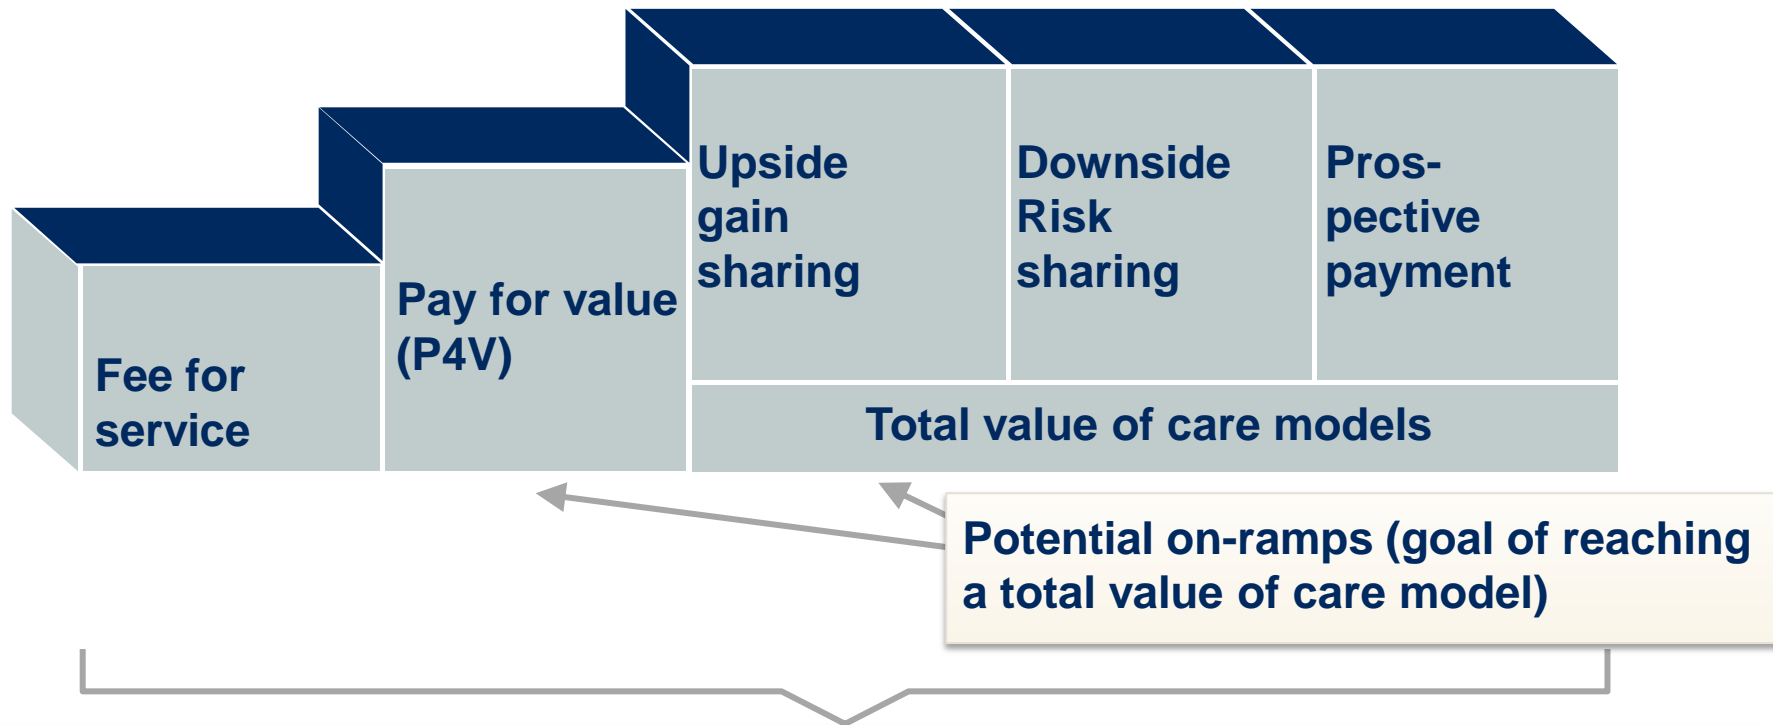 Fee for
service
Pay for value
(P4V)
Upside
gain
sharing
Downside
Risk
sharing
Pros-
pective
payment
Total value of care models
Potential on-ramps (goal of reaching
a total value of care model)